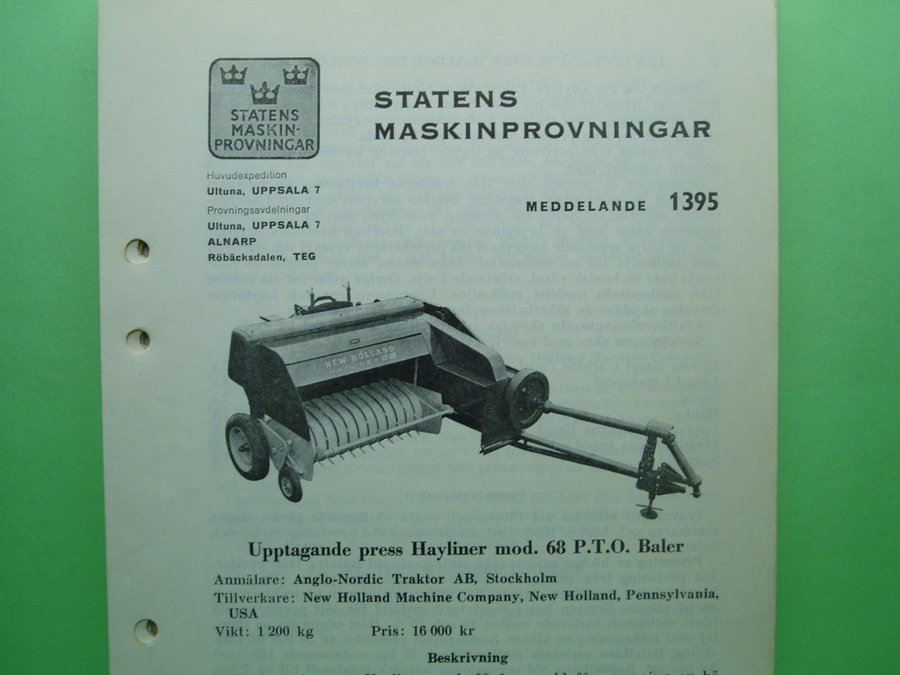 STATENS
MASKIN-
PROVNINGAR
STATENS
MASKINPROVNINGAR
Huvudexpedition
Ultuna, UPPSALA 7
Provningsavdelningar
Ultuna, UPPSALA 7
ALNARP
Röbäcksdalen, TEG
MEDDELANDE 1395
NEW HOLLAND
HAYLINER 68
Upptagande press Hayliner mod. 68 P.T.O. Baler
Anmälare: Anglo-Nordic Traktor AB, Stockholm
Tillverkare: New Holland Machine Company, New Holland, Pennsylvania,
USA
Vikt: 1 200 kg Pris: 16 000 kr
Beskrivning